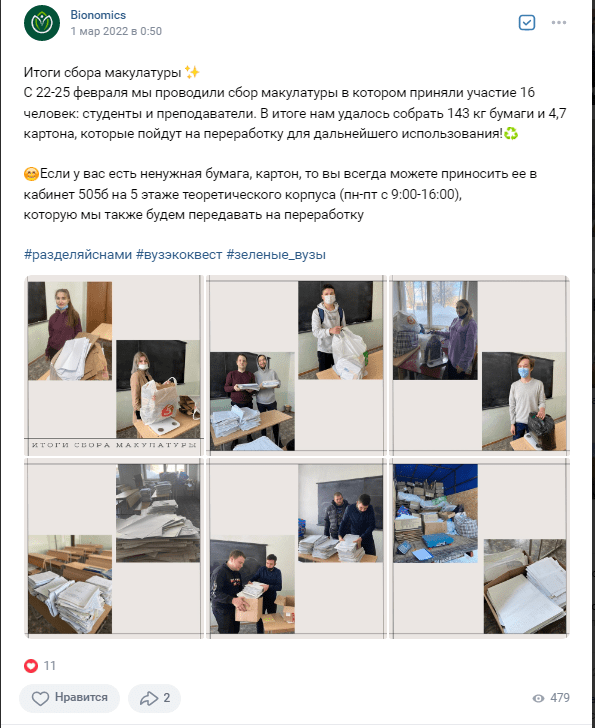 Bionomics
1 мар 2022 в 0:50
Итоги сбора макулатуры ✨
С 22-25 февраля мы проводили сбор макулатуры в котором приняли участие 16
человек: студенты и преподаватели. В итоге нам удалось собрать 143 кг бумаги и 4,7
картона, которые пойдут на переработку для дальнейшего использования!♻
😊Если у вас есть ненужная бумага, картон, то вы всегда можете приносить ее в
кабинет 505б на 5 этаже теоретического корпуса (пн-пт с 9:00-16:00),
которую мы также будем передавать на переработку
#разделяйснами #вузэкоквест #зеленые_вузы
ИТОГИ СБОРА МАКУЛАТУРЫ
11
Нравится
2
479